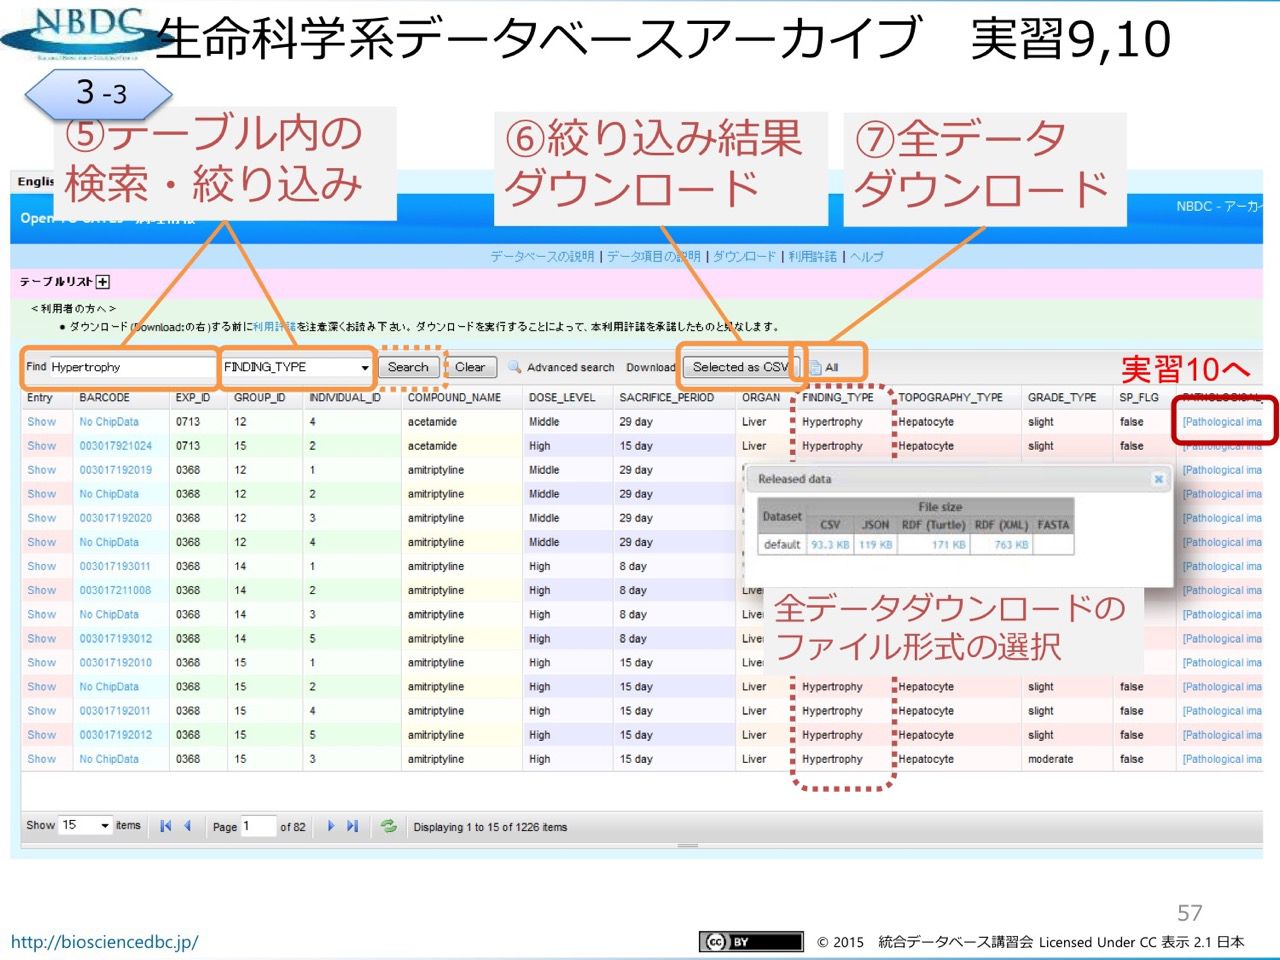 NBDC
生命科学系データベースアーカイブ 実習9,10
3-3
⑤テーブル内の
検索・絞り込み
⑥絞り込み結果
ダウンロード
⑦全データ
ダウンロード
Englis
Open
NBDC - アーカイ
データベースの説明 | データ項目の説明 | ダウンロード | 利用許諾 | ヘルプ
テーブルリスト +
<利用者の方へ>
• ダウンロード(Download:の右)する前に利用許諾を注意深くお読み下さい。ダウンロードを実行することによって、本利用許諾を承諾したものと見なします。
Find Hypertrophy FINDING_TYPE Search Clear Advanced search Download Selected as CSV All
実習10へ
Entry BARCODE EXP_ID GROUP_ID INDIVIDUAL_ID COMPOUND_NAME DOSE_LEVEL SACRIFICE_PERIOD ORGAN FINDING_TYPE TOPOGRAPHY_TYPE GRADE_TYPE SP_FLG PATHOLOGICAL_
Show No ChipData 0713 12 4 acetamide Middle 29 day Liver Hypertrophy Hepatocyte slight false [Pathological ima
Show 003017921024 0713 15 2 acetamide High 15 day Liver Hypertrophy Hepatocyte slight false [Pathological ima
Show 003017192019 0368 12 1 amitriptyline Middle 29 day [Pathological ima
Show No ChipData 0368 12 2 amitriptyline Middle 29 day [Pathological ima
Show 003017192020 0368 12 3 amitriptyline Middle 29 day [Pathological ima
Show No ChipData 0368 12 4 amitriptyline Middle 29 day [Pathological ima
Show 003017193011 0368 14 1 amitriptyline High 8 day [Pathological ima
Show 003017211008 0368 14 2 amitriptyline High 8 day Live [Pathological ima
Show No ChipData 0368 14 3 amitriptyline High 8 day Live [Pathological ima
Show 003017193012 0368 14 5 amitriptyline High 8 day Live [Pathological ima
Show 003017192010 0368 15 1 amitriptyline High 15 day Live [Pathological ima
Show No ChipData 0368 15 2 amitriptyline High 15 day Liver Hypertrophy Hepatocyte slight false [Pathological ima
Show 003017192011 0368 15 4 amitriptyline High 15 day Liver Hypertrophy Hepatocyte slight false [Pathological ima
Show 003017192012 0368 15 5 amitriptyline High 15 day Liver Hypertrophy Hepatocyte slight false [Pathological ima
Show No ChipData 0368 15 3 amitriptyline High 15 day Liver Hypertrophy Hepatocyte moderate false [Pathological ima
Released data
Dataset File size
CSV JSON RDF (Turtle) RDF (XML) FASTA
default 93.3 KB 119 KB 171 KB 763 KB
全データダウンロードの
ファイル形式の選択
Show 15 items Page 1 of 82 Displaying 1 to 15 of 1226 items
57
http://biosciencedbc.jp/
cc BY
© 2015 統合データベース講習会 Licensed Under CC 表示 2.1 日本